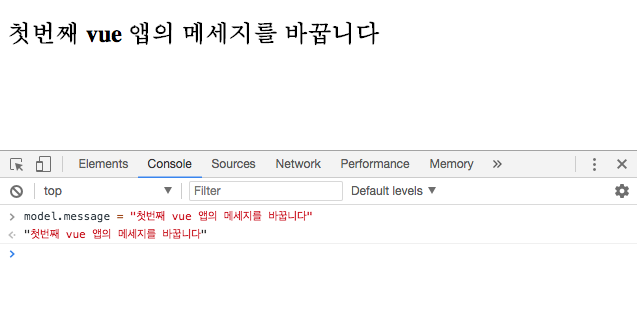 첫번째 vue 앱의 메세지를 바꿉니다
Elements Console Sources Network Performance Memory »
top ▼ Filter Default levels ▼
> model.message = "첫번째 vue 앱의 메세지를 바꿉니다"
<· "첫번째 vue 앱의 메세지를 바꿉니다"
>